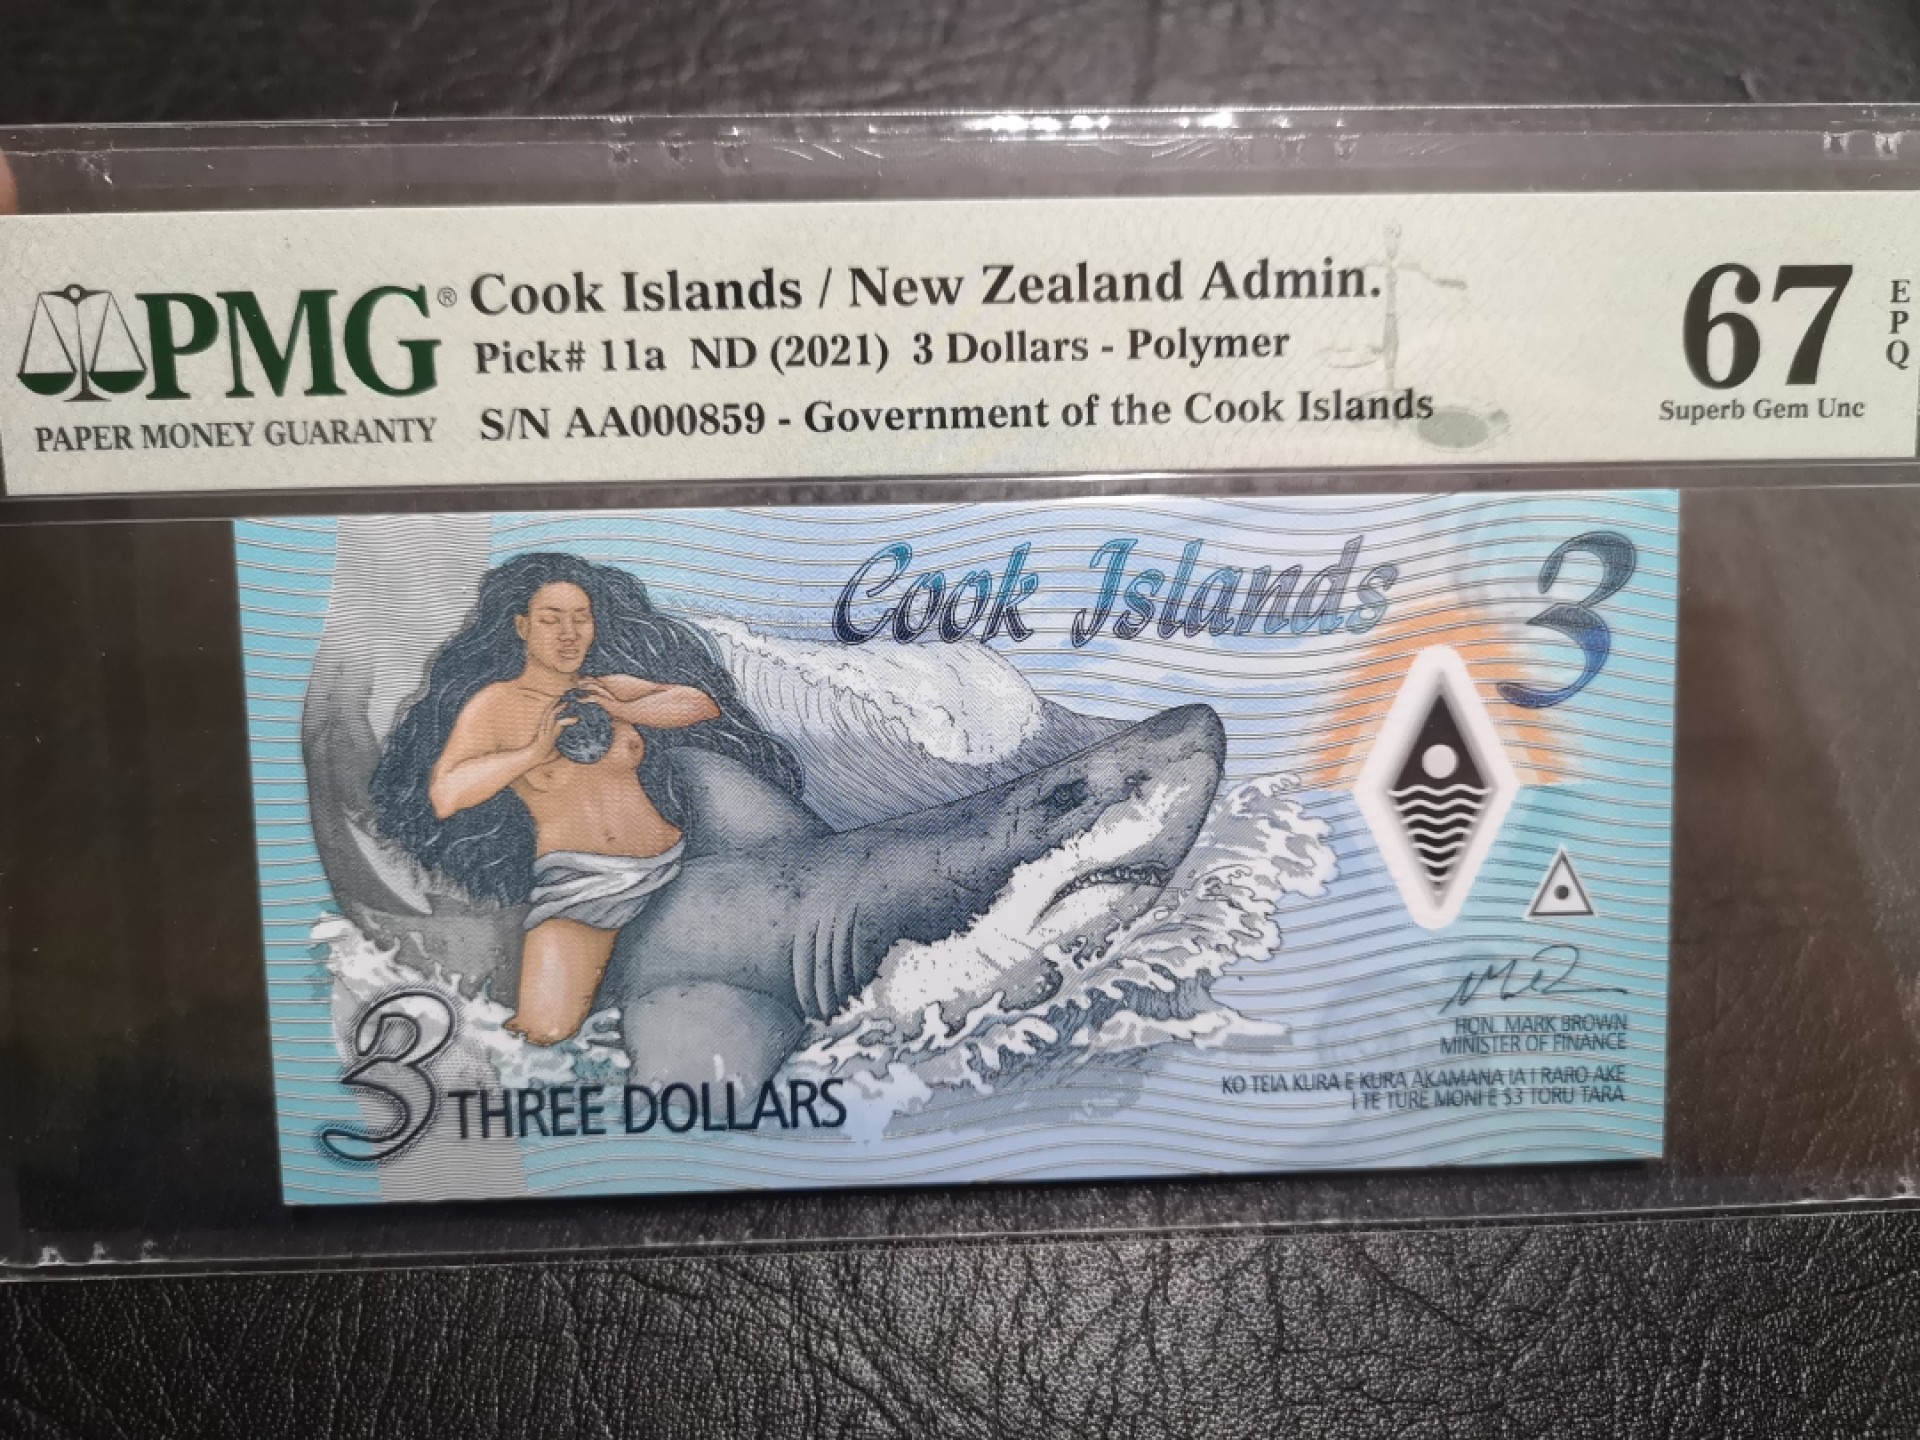 PMG®
PAPER MONEY GUARANTY
Cook Islands / New Zealand Admin.
Pick# 11a ND (2021) 3 Dollars - Polymer
S/N AA000859 - Government of the Cook Islands
67
EPQ
Superb Gem Unc
Cook Islands
3
HON. MARK BROWN
MINISTER OF FINANCE
KO TEIA KURA E KURA AKAMANA IA I RARO AKE
I TE TURE MONI E $3 TORU TARA
3 THREE DOLLARS